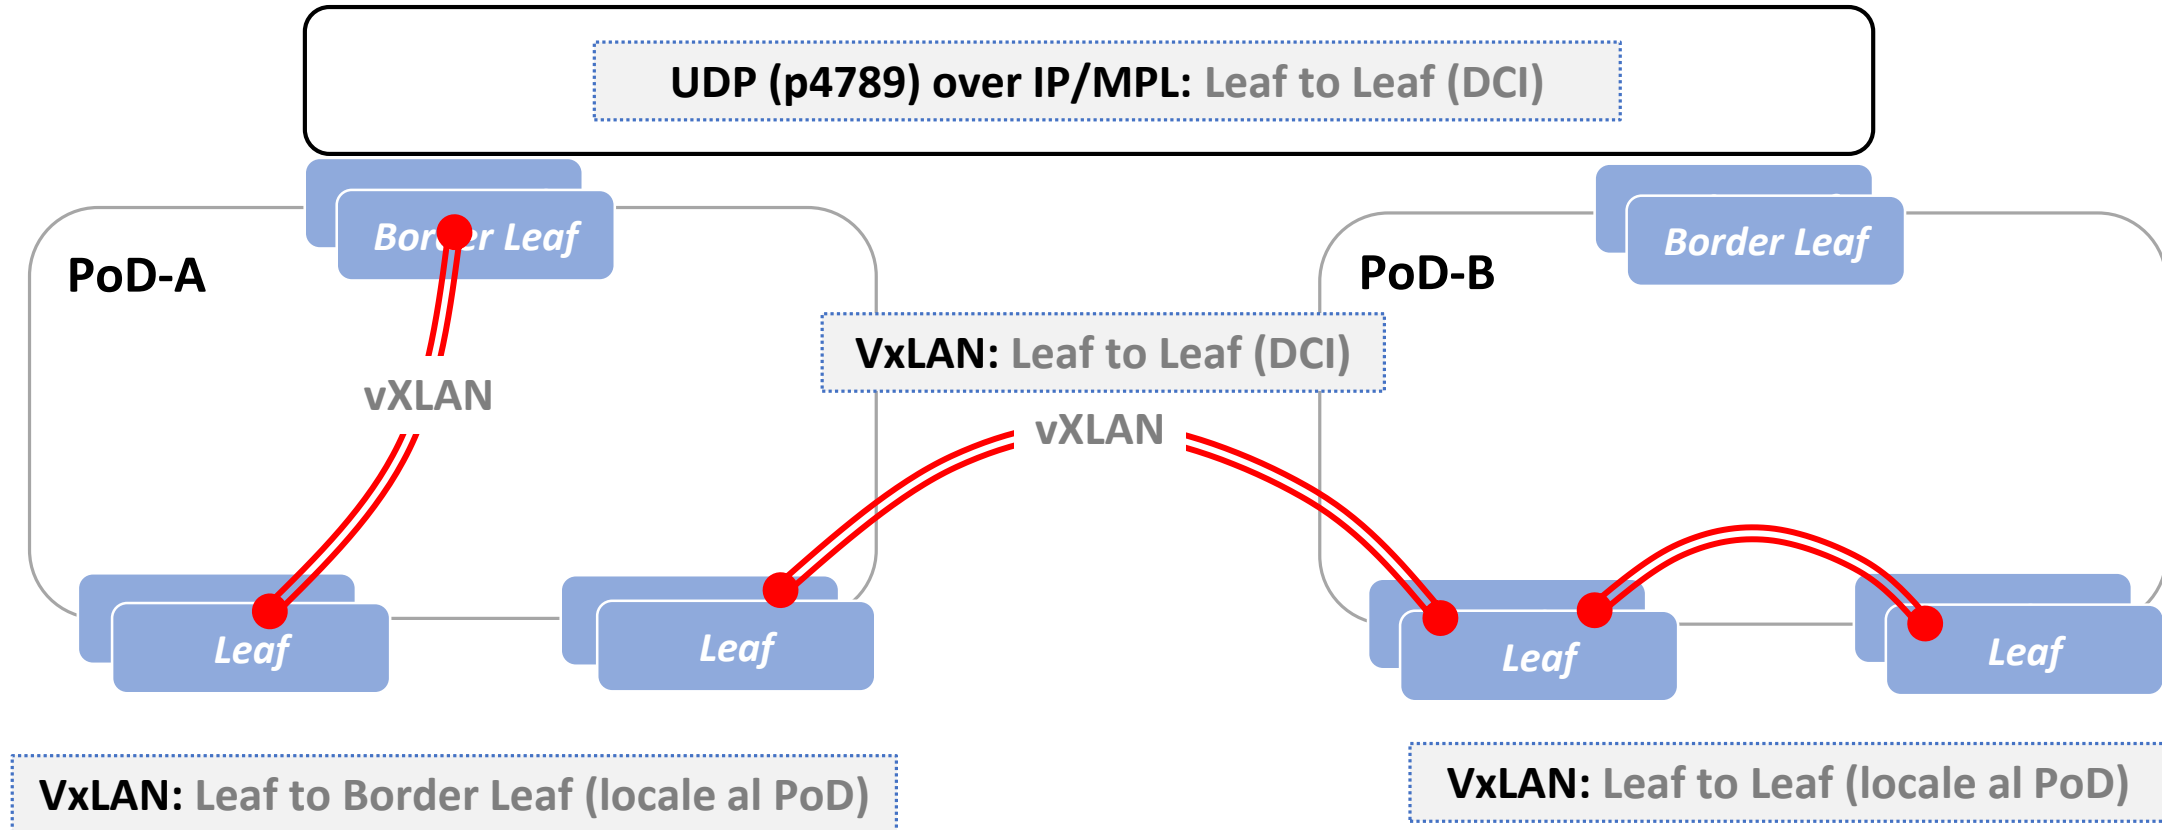 UDP (p4789) over IP/MPL: Leaf to Leaf (DCI)
Border Leaf
Border Leaf
PoD-A
PoD-B
VxLAN: Leaf to Leaf (DCI)
vXLAN
vXLAN
Leaf
Leaf
Leaf
Leaf
VxLAN: Leaf to Border Leaf (locale al PoD)
VxLAN: Leaf to Leaf (locale al PoD)